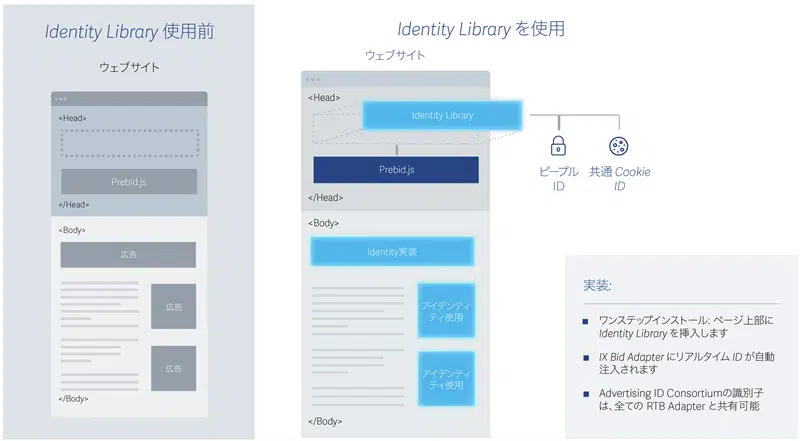 Identity Library 使用前
ウェブサイト
<Head>
Prebid.js
</Head>
<Body>
広告
広告
広告
</Body>
Identity Library を使用
ウェブサイト
<Head>
Identity Library
Prebid.js
</Head>
<Body>
Identity実装
アイデンティ
ティ使用
アイデンティ
ティ使用
</Body>
ピープル
ID
共通 Cookie
ID
実装:
ワンステップインストール: ページ上部に
Identity Library を挿入します
IX Bid Adapter にリアルタイム ID が自動
注入されます
Advertising ID Consortiumの識別子
は、全ての RTB Adapter と共有可能